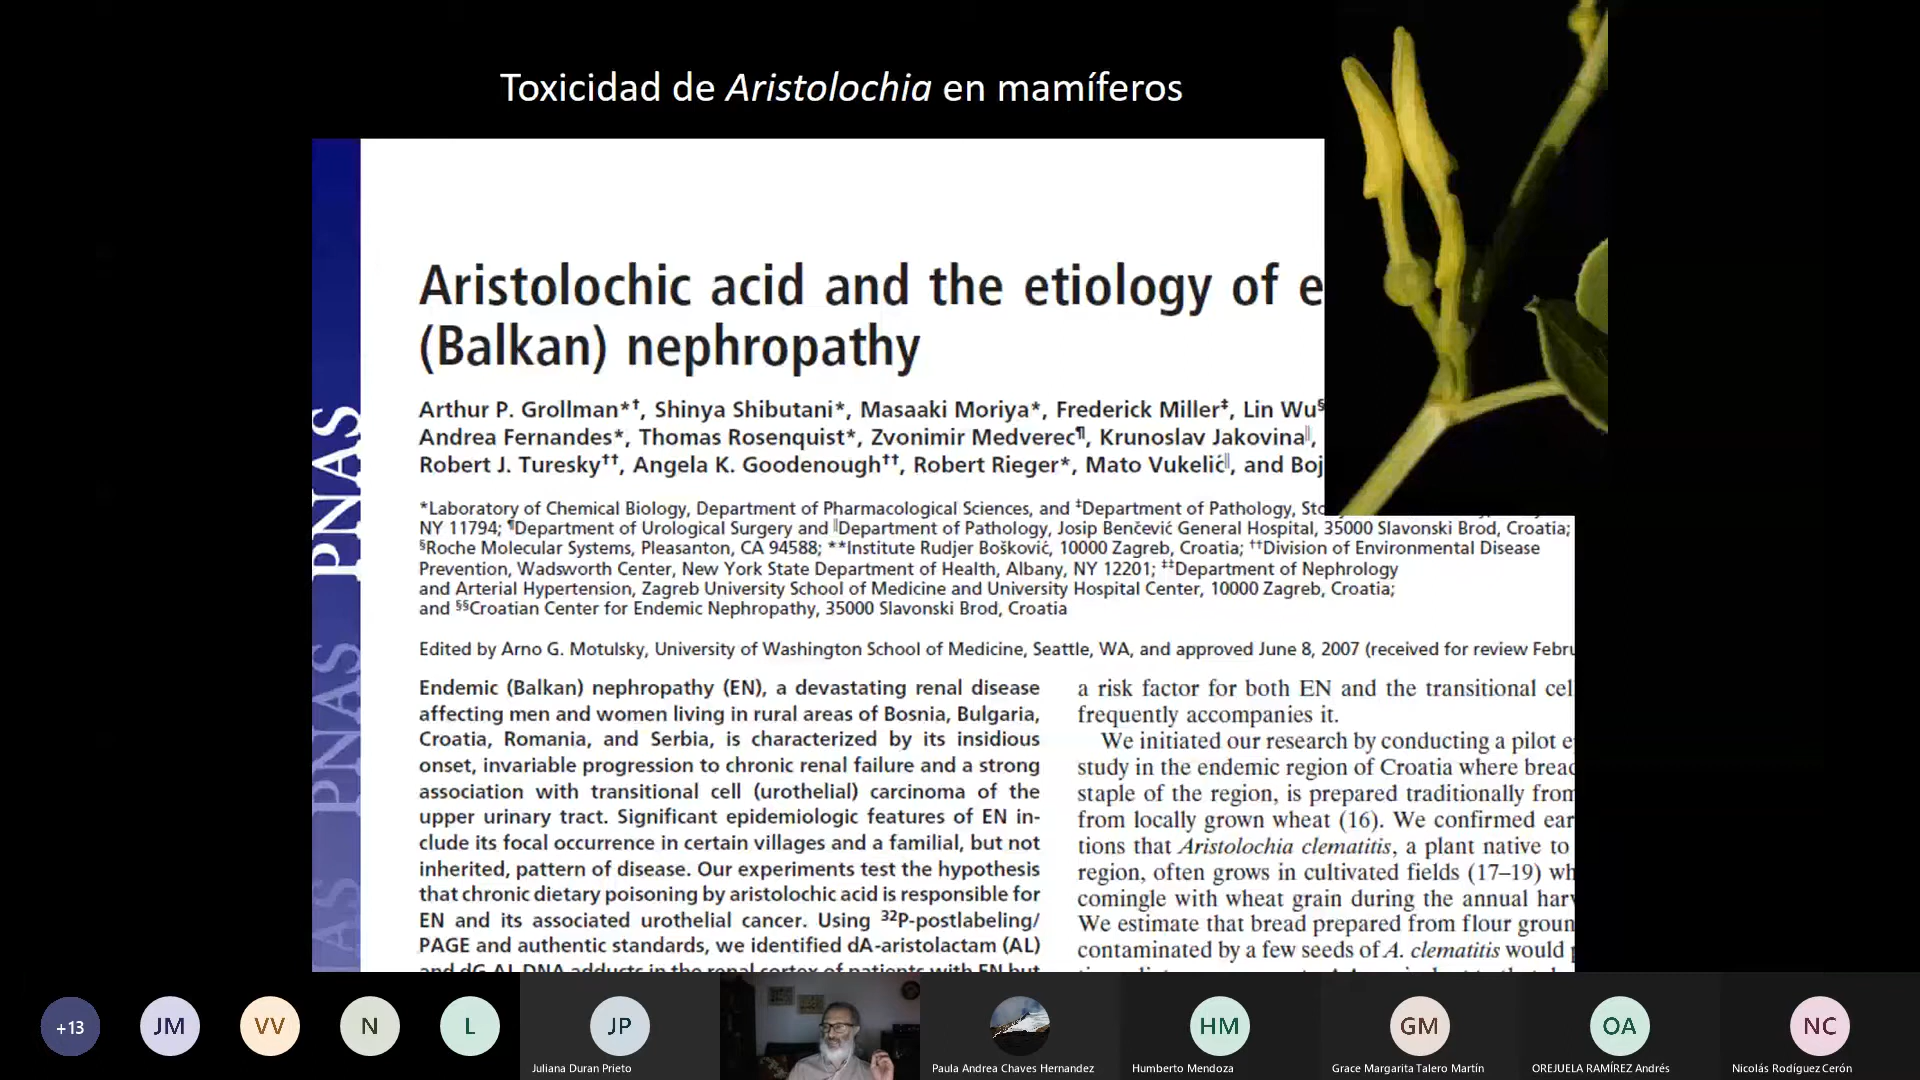 Toxicidad de Aristolochia en mamíferos
PNAS
PNAS
Aristolochic acid and the etiology of e
(Balkan) nephropathy
Arthur P. Grollman*†, Shinya Shibutani*, Masaaki Moriya*, Frederick Miller‡, Lin Wu§
Andrea Fernandes*, Thomas Rosenquist*, Zvonimir Medverec¶, Krunoslav Jakovina‖,
Robert J. Turesky††, Angela K. Goodenough††, Robert Rieger*, Mato Vukelić‖, and Boj
*Laboratory of Chemical Biology, Department of Pharmacological Sciences, and ‡Department of Pathology, Sto
NY 11794; ¶Department of Urological Surgery and ‖Department of Pathology, Josip Benčević General Hospital, 35000 Slavonski Brod, Croatia;
§Roche Molecular Systems, Pleasanton, CA 94588; **Institute Rudjer Bošković, 10000 Zagreb, Croatia; ††Division of Environmental Disease
Prevention, Wadsworth Center, New York State Department of Health, Albany, NY 12201; ‡‡Department of Nephrology
and Arterial Hypertension, Zagreb University School of Medicine and University Hospital Center, 10000 Zagreb, Croatia;
and §§Croatian Center for Endemic Nephropathy, 35000 Slavonski Brod, Croatia
Edited by Arno G. Motulsky, University of Washington School of Medicine, Seattle, WA, and approved June 8, 2007 (received for review Febru
Endemic (Balkan) nephropathy (EN), a devastating renal disease
affecting men and women living in rural areas of Bosnia, Bulgaria,
Croatia, Romania, and Serbia, is characterized by its insidious
onset, invariable progression to chronic renal failure and a strong
association with transitional cell (urothelial) carcinoma of the
upper urinary tract. Significant epidemiologic features of EN in-
clude its focal occurrence in certain villages and a familial, but not
inherited, pattern of disease. Our experiments test the hypothesis
that chronic dietary poisoning by aristolochic acid is responsible for
EN and its associated urothelial cancer. Using ³²P-postlabeling/
PAGE and authentic standards, we identified dA-aristolactam (AL)
and dG-AL DNA adducts in the renal cortex of patients with EN but
a risk factor for both EN and the transitional cel
frequently accompanies it.
We initiated our research by conducting a pilot e
study in the endemic region of Croatia where bread
staple of the region, is prepared traditionally from
from locally grown wheat (16). We confirmed ear
tions that Aristolochia clematitis, a plant native to
region, often grows in cultivated fields (17–19) wh
comingle with wheat grain during the annual harv
We estimate that bread prepared from flour groun
contaminated by a few seeds of A. clematitis would p
+13
JM
VV
N
L
JP
HM
GM
OA
NC
Juliana Duran Prieto
Paula Andrea Chaves Hernandez
Humberto Mendoza
Grace Margarita Talero Martín
OREJUELA RAMÍREZ Andrés
Nicolás Rodíguez Cerón